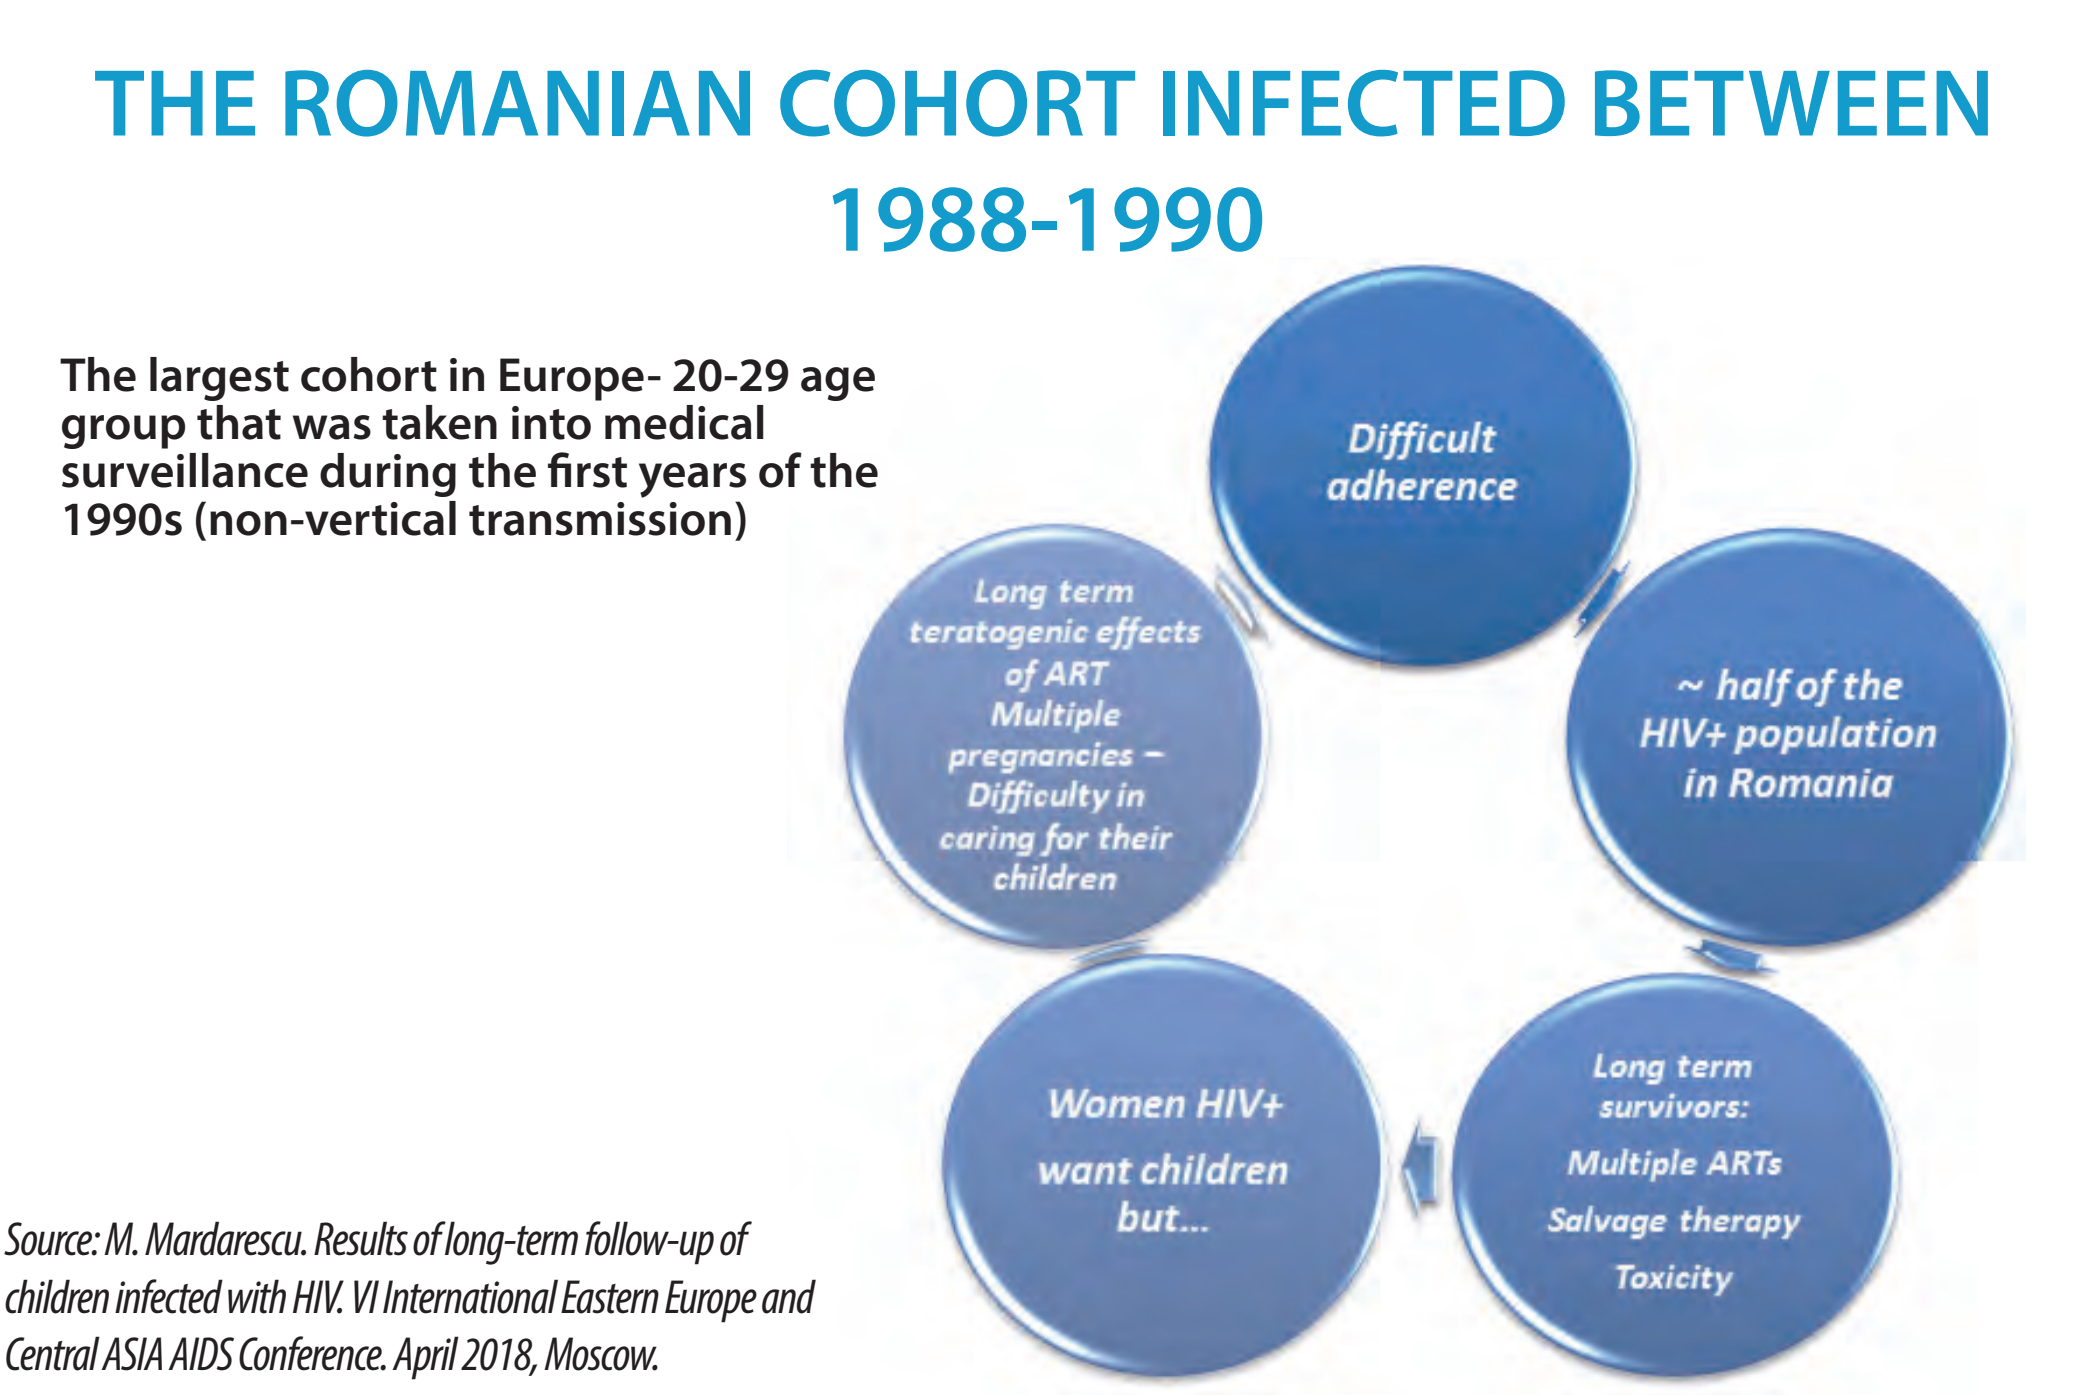 THE ROMANIAN COHORT INFECTED BETWEEN
1988-1990
The largest cohort in Europe- 20-29 age
group that was taken into medical
surveillance during the first years of the
1990s (non-vertical transmission)
Difficult
adherence
~ half of the
HIV+ population
in Romania
Long term
survivors:
Multiple ARTs
Salvage therapy
Toxicity
Women HIV+
want children
but...
Long term
teratogenic effects
of ART
Multiple
pregnancies –
Difficulty in
caring for their
children
Source: M. Mardarescu. Results of long-term follow-up of
children infected with HIV. VI International Eastern Europe and
Central ASIA AIDS Conference. April 2018, Moscow.